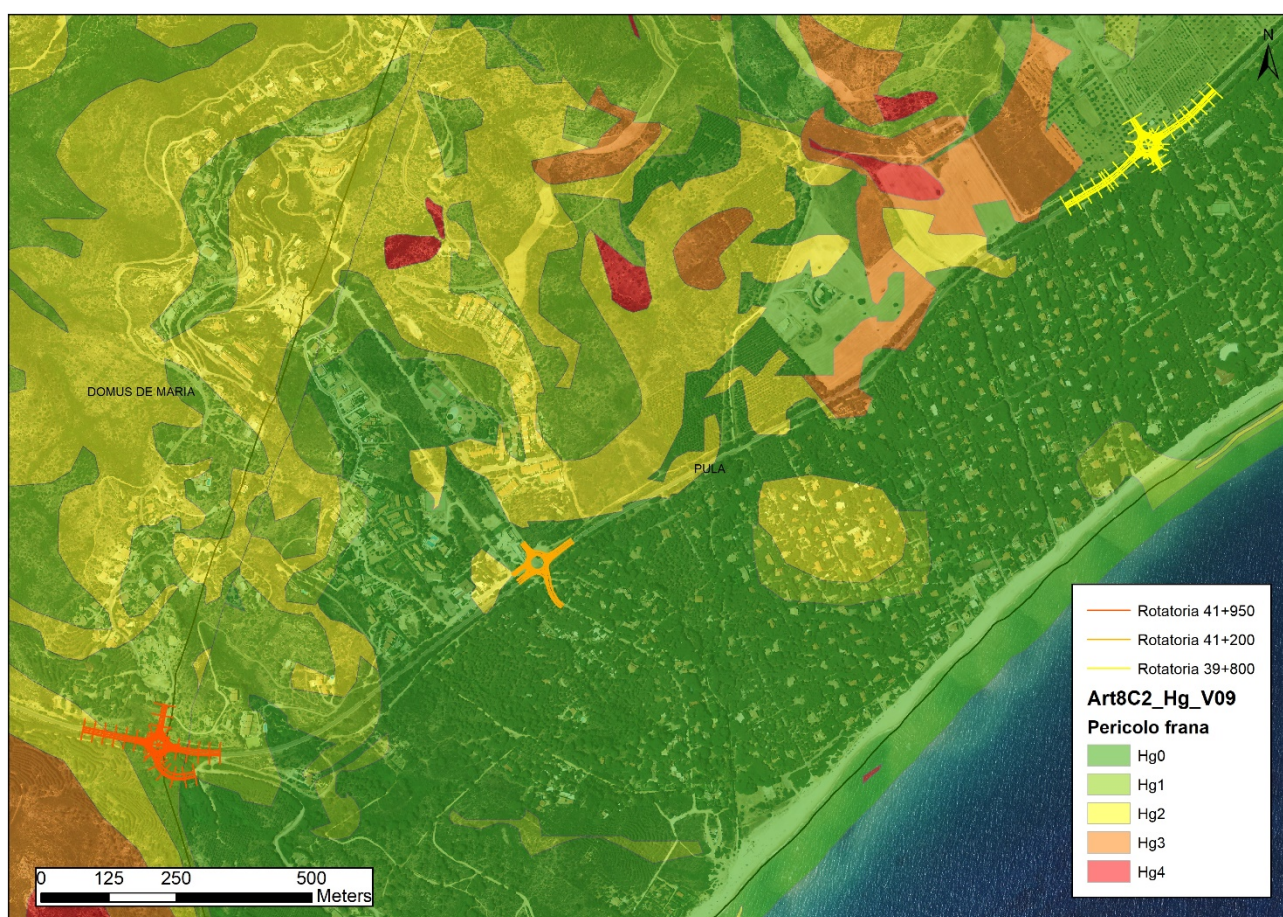 N
DOMUS DE MARIA
PULA
Rotatoria 41+950
Rotatoria 41+200
Rotatoria 39+800
Art8C2_Hg_V09
Pericolo frana
Hg0
Hg1
Hg2
Hg3
Hg4
0 125 250 500
Meters